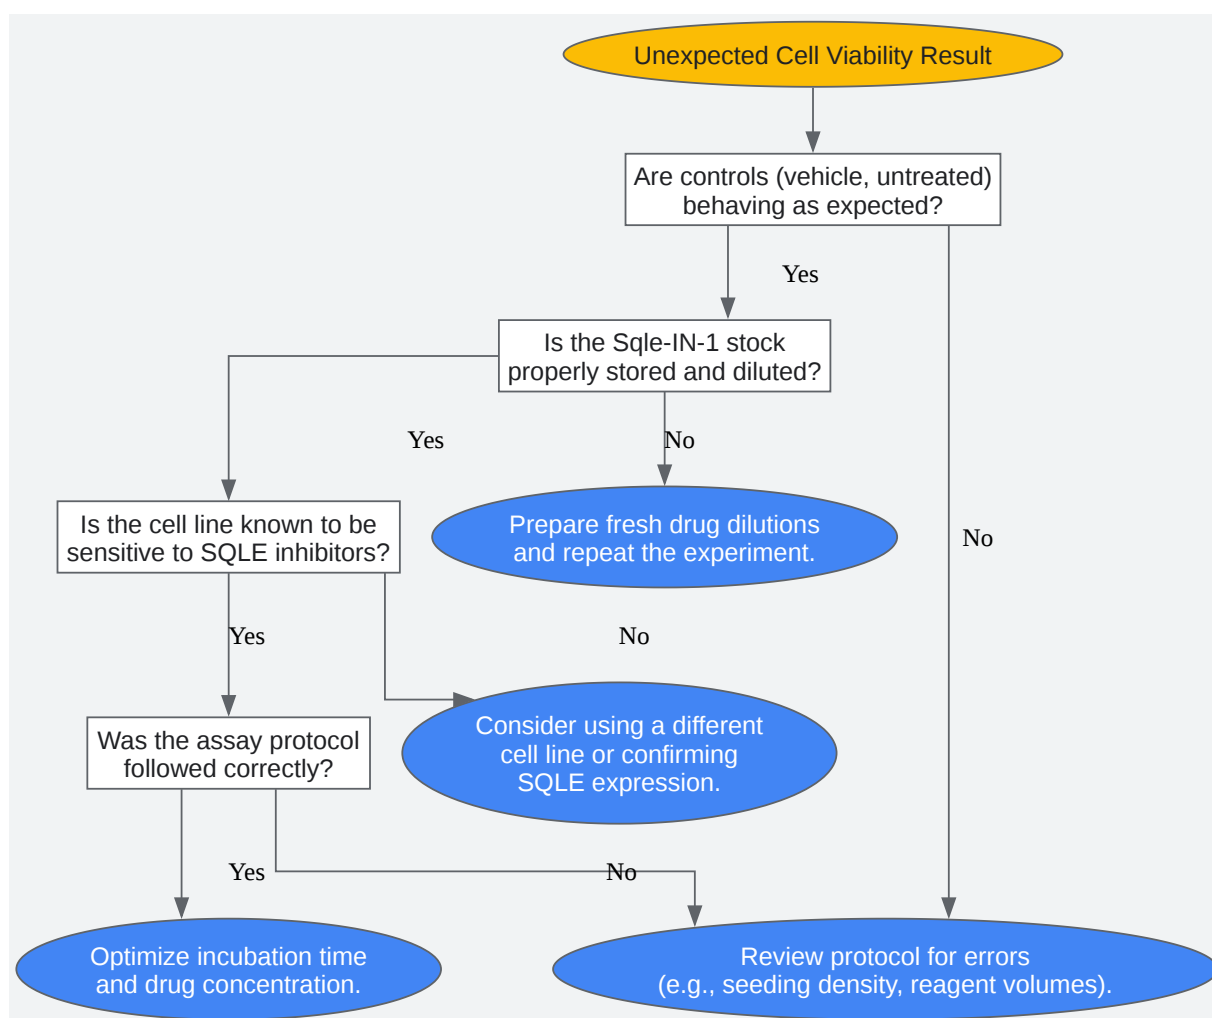 Unexpected Cell Viability Result
Are controls (vehicle, untreated)
behaving as expected?
Yes
Is the Sqle-IN-1 stock
properly stored and diluted?
Yes
No
Is the cell line known to be
sensitive to SQLE inhibitors?
Prepare fresh drug dilutions
and repeat the experiment.
No
Yes
No
Was the assay protocol
followed correctly?
Consider using a different
cell line or confirming
SQLE expression.
Yes
No
Optimize incubation time
and drug concentration.
Review protocol for errors
(e.g., seeding density, reagent volumes).